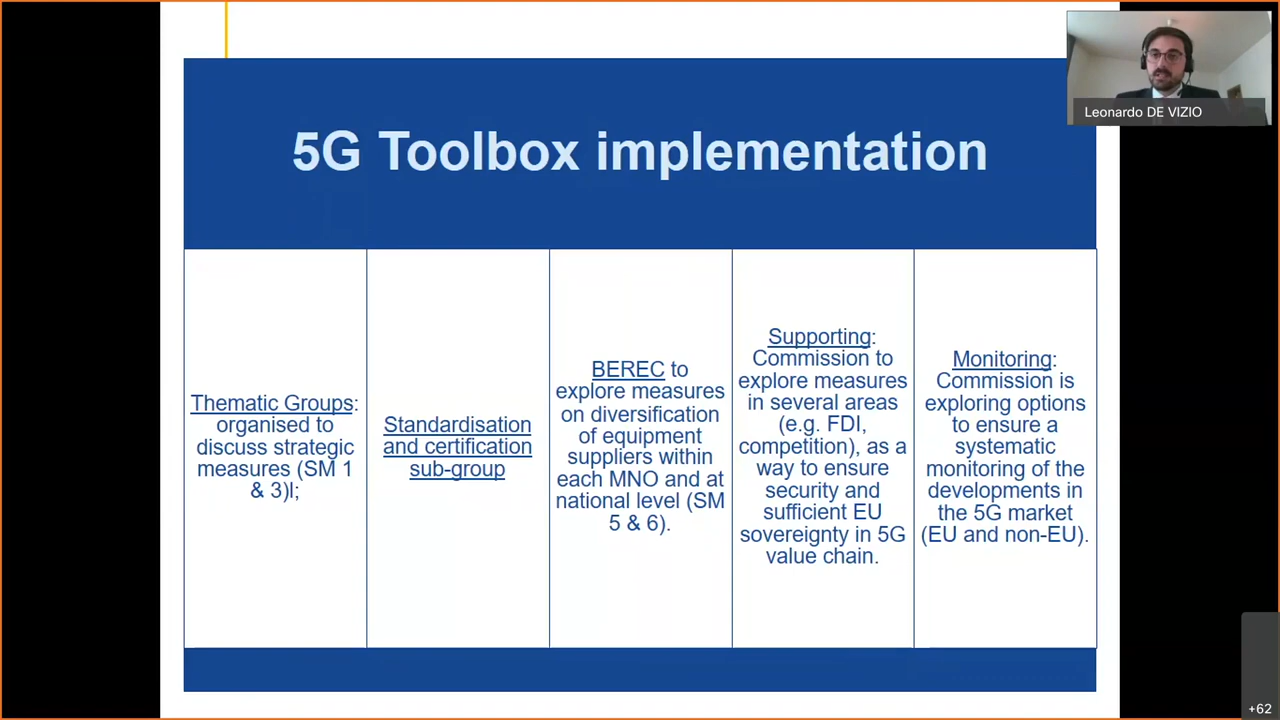 Leonardo DE VIZIO
5G Toolbox implementation
Thematic Groups:
organised to
discuss strategic
measures (SM 1
& 3)l;
Standardisation
and certification
sub-group
BEREC to
explore measures
on diversification
of equipment
suppliers within
each MNO and at
national level (SM
5 & 6).
Supporting:
Commission to
explore measures
in several areas
(e.g. FDI,
competition), as a
way to ensure
security and
sufficient EU
sovereignty in 5G
value chain.
Monitoring:
Commission is
exploring options
to ensure a
systematic
monitoring of the
developments in
the 5G market
(EU and non-EU).
+62